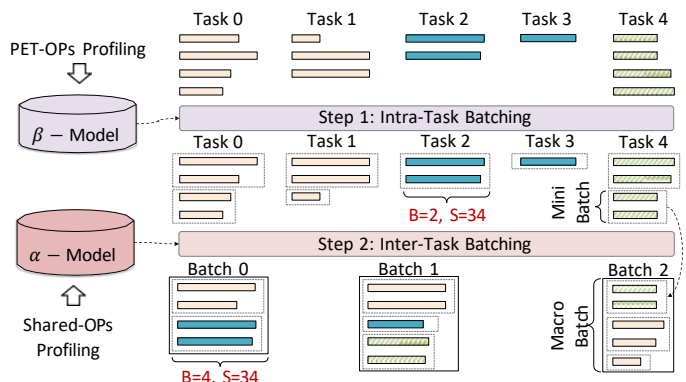 Task 0 Task 1 Task 2 Task 3 Task 4
PET-OPs Profiling
β − Model
Step 1: Intra-Task Batching
Task 0 Task 1 Task 2 Task 3 Task 4
B=2, S=34
Mini
Batch
α − Model
Step 2: Inter-Task Batching
Batch 0 Batch 1 Batch 2
Shared-OPs
Profiling
Macro
Batch
B=4, S=34